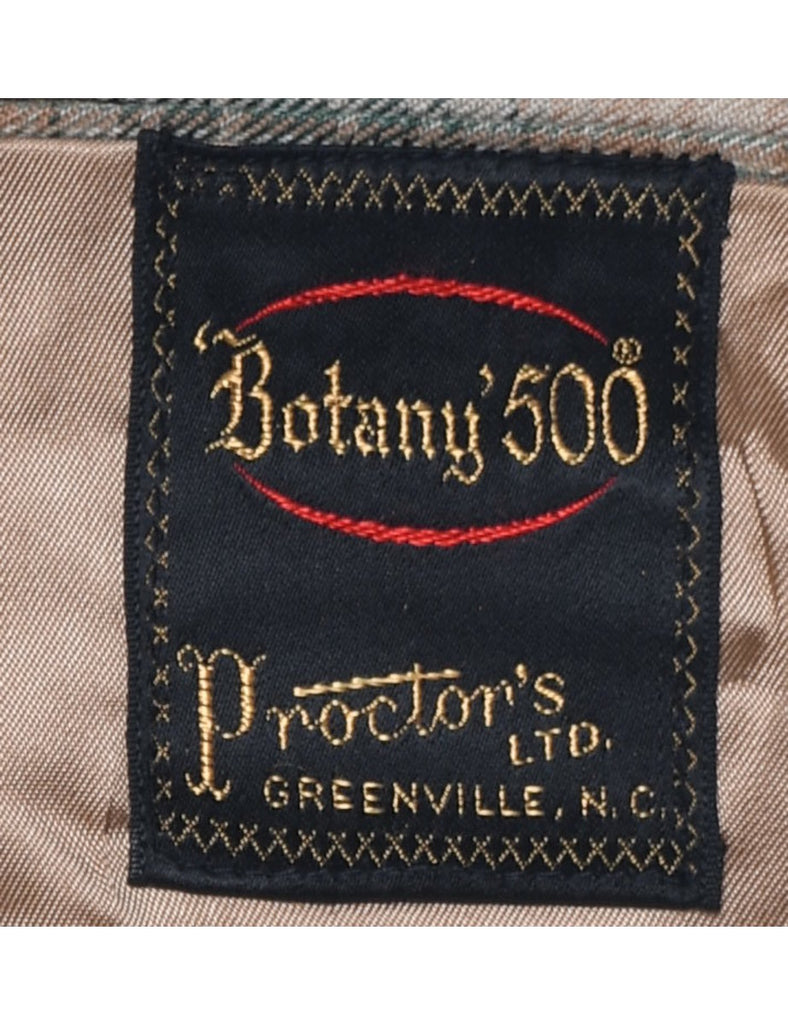 'Botany' 500®
Proctor's
LTD.
GREENVILLE, N.C.